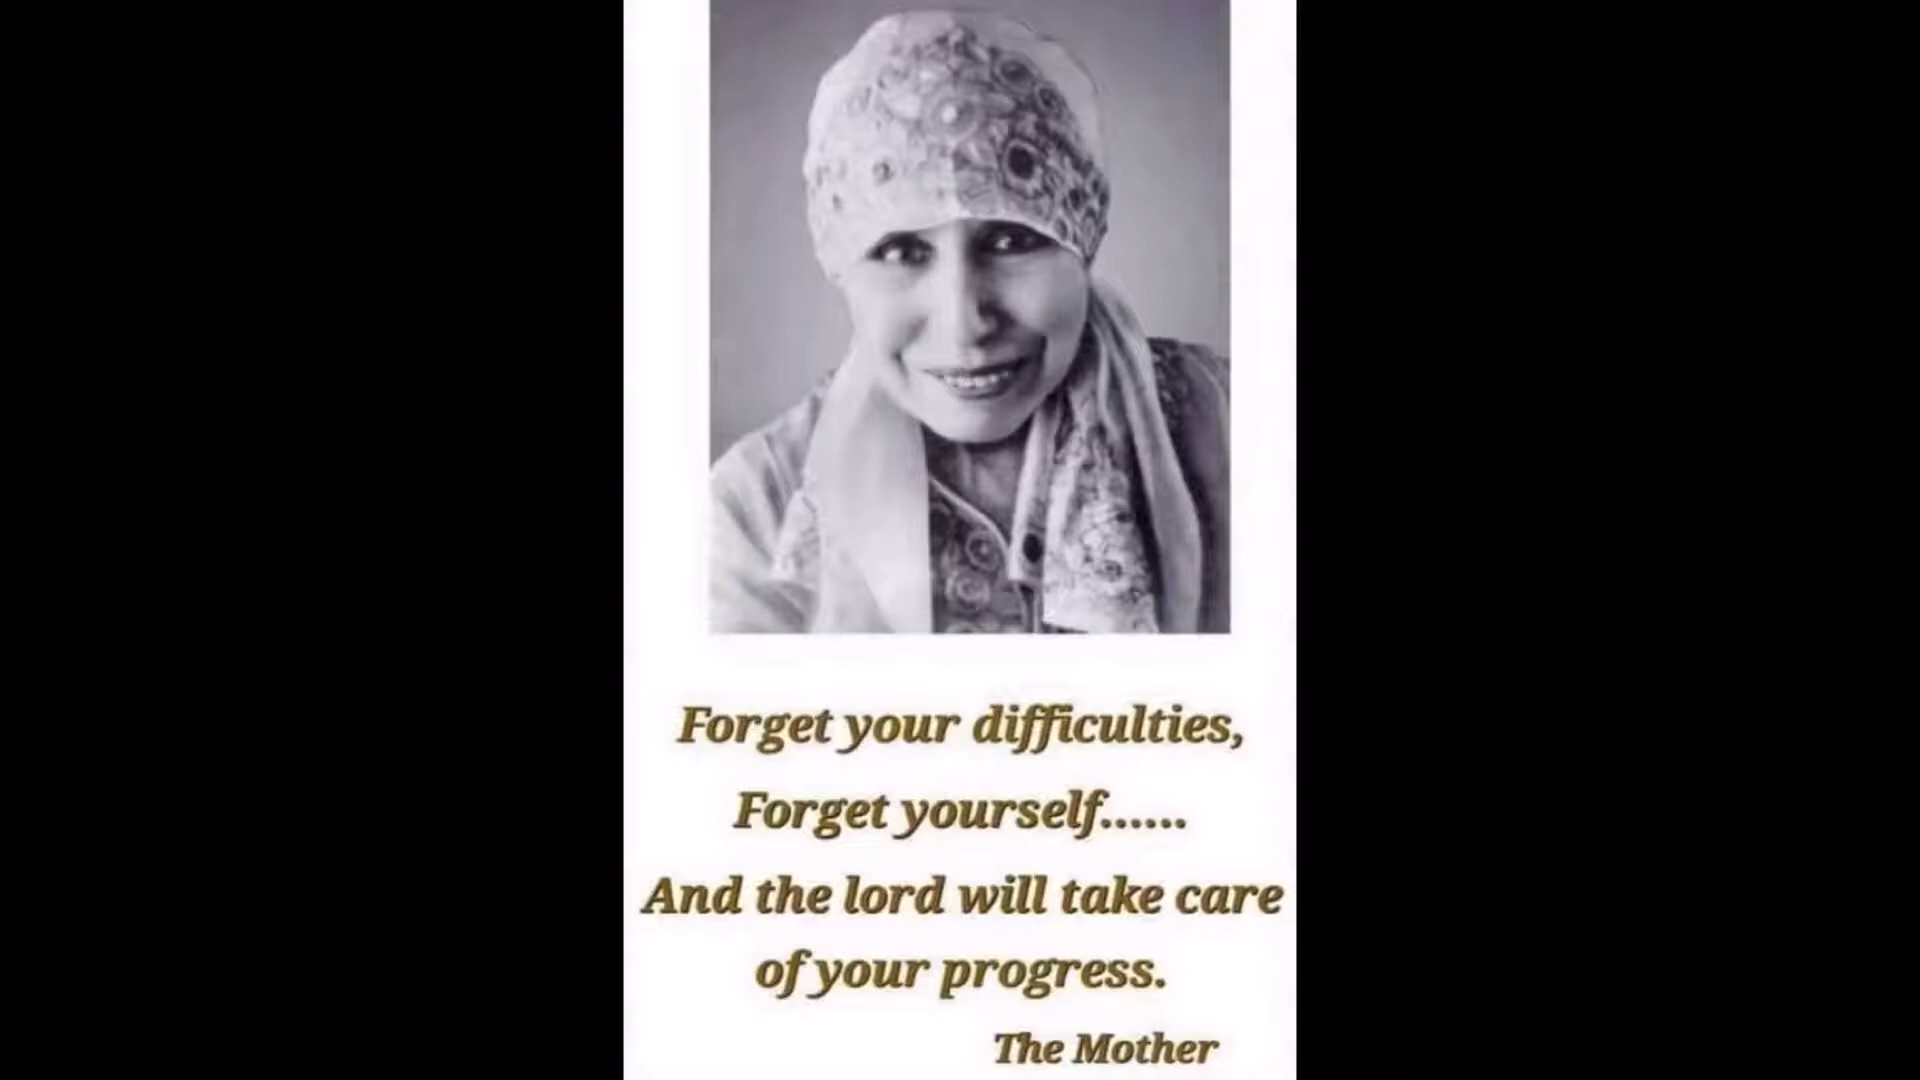 Forget your difficulties,
Forget yourself......
And the lord will take care
of your progress.
The Mother